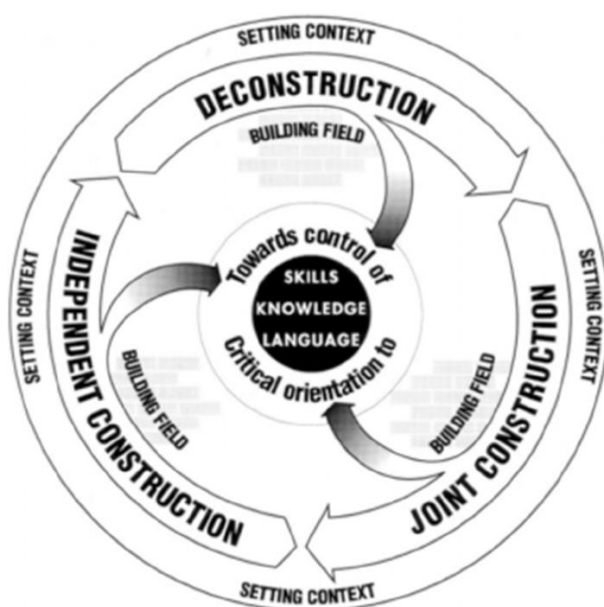 SETTING CONTEXT
DECONSTRUCTION
BUILDING FIELD
Towards control of
SKILLS
KNOWLEDGE
LANGUAGE
Critical orientation to
INDEPENDENT CONSTRUCTION
SETTING CONTEXT
BUILDING FIELD
JOINT CONSTRUCTION
SETTING CONTEXT
BUILDING FIELD
SETTING CONTEXT